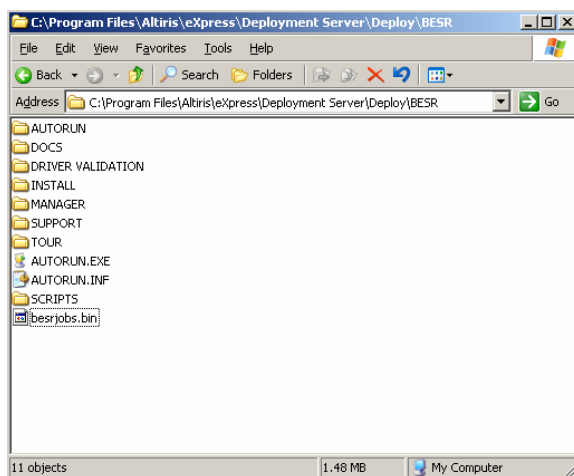 C:\Program Files\Altiris\eXpress\Deployment Server\Deploy\BESR
File Edit View Favorites Tools Help
Back Search Folders
Address C:\Program Files\Altiris\eXpress\Deployment Server\Deploy\BESR Go
AUTORUN
DOCS
DRIVER VALIDATION
INSTALL
MANAGER
SUPPORT
TOUR
AUTORUN.EXE
AUTORUN.INF
SCRIPTS
besrjobs.bin
11 objects 1.48 MB My Computer